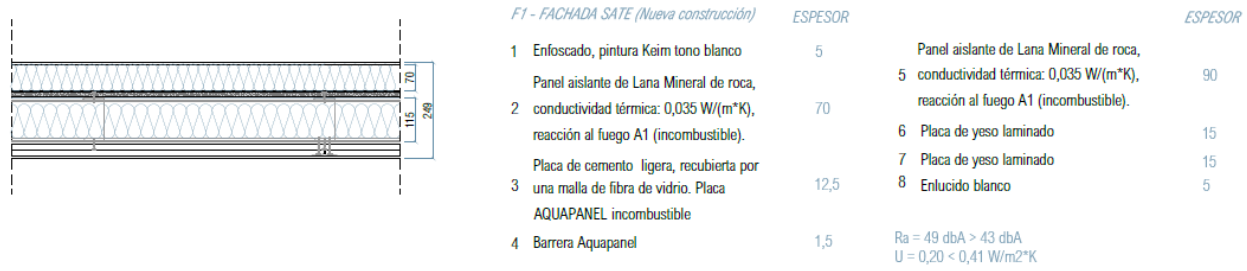 F1 - FACHADA SATE (Nueva construcción) ESPESOR
1 Enfoscado, pintura Keim tono blanco 5
Panel aislante de Lana Mineral de roca,
2 conductividad térmica: 0,035 W/(m*K), 70
reacción al fuego A1 (incombustible).
Placa de cemento ligera, recubierta por
3 una malla de fibra de vidrio. Placa 12,5
AQUAPANEL incombustible
4 Barrera Aquapanel 1,5
ESPESOR
Panel aislante de Lana Mineral de roca,
5 conductividad térmica: 0,035 W/(m*K), 90
reacción al fuego A1 (incombustible).
6 Placa de yeso laminado 15
7 Placa de yeso laminado 15
8 Enlucido blanco 5
Ra = 49 dbA > 43 dbA
U = 0,20 < 0,41 W/m2*K
70
115
249